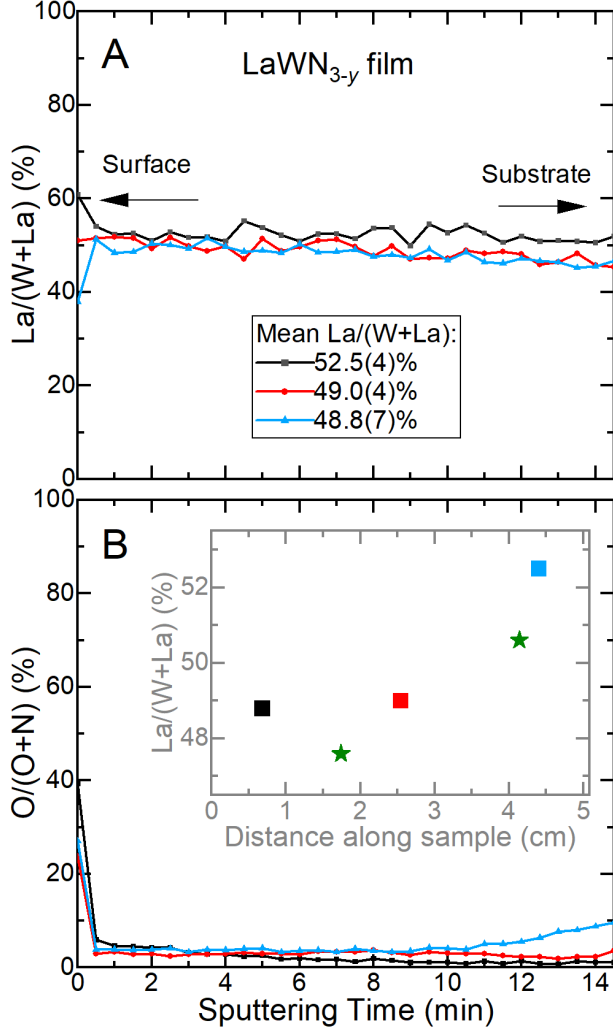 100
A
LaWN3-y film
80
La/(W+La) (%)
Surface
Substrate
60
40
Mean La/(W+La):
52.5(4)%
49.0(4)%
48.8(7)%
20
0
100
B
80
La/(W+La) (%)
52
50
48
O/(O+N) (%)
60
40
0 1 2 3 4 5
Distance along sample (cm)
20
0
0 2 4 6 8 10 12 14
Sputtering Time (min)